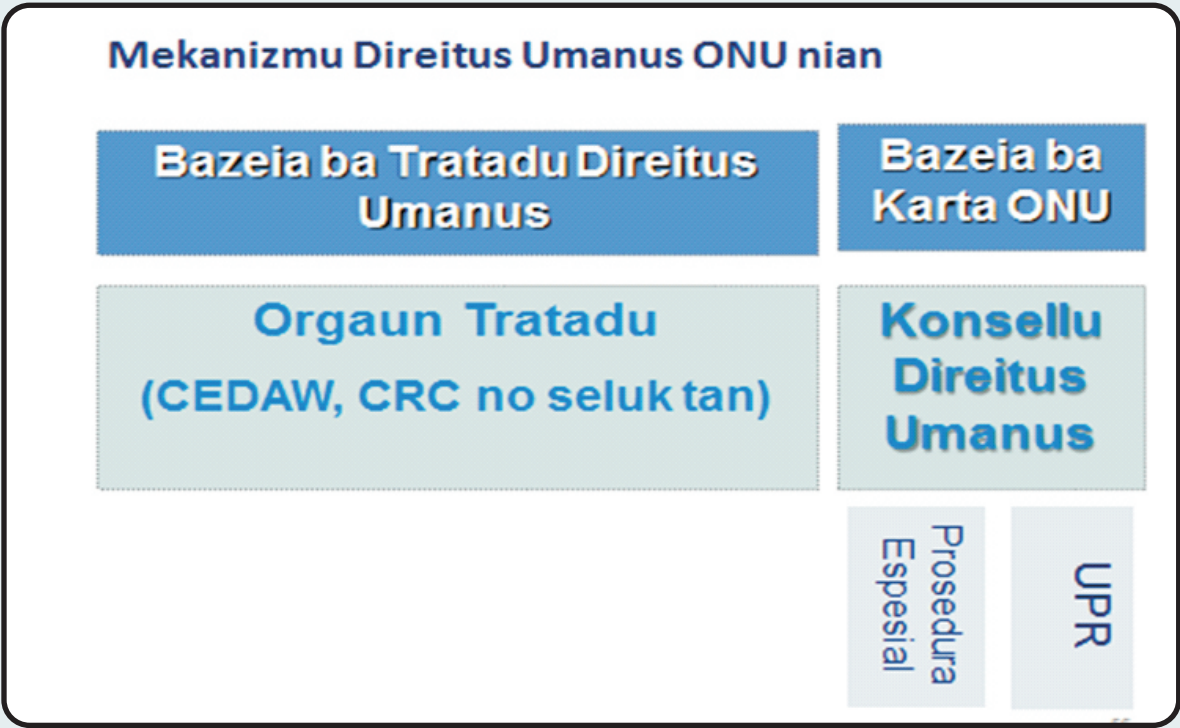 Mekanizmu Direitus Umanus ONU nian
Bazeia ba Tratadu Direitus
Umanus
Bazeia ba
Karta ONU
Orgaun Tratadu
(CEDAW, CRC no seluk tan)
Konsellu
Direitus
Umanus
Prosedura
Espesial
UPR